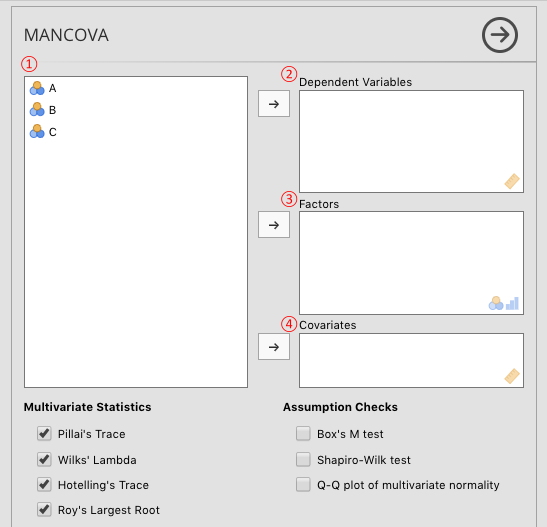 MANCOVA
①
A
B
C
②
Dependent Variables
③
Factors
④
Covariates
Multivariate Statistics
Pillai's Trace
Wilks' Lambda
Hotelling's Trace
Roy's Largest Root
Assumption Checks
Box's M test
Shapiro-Wilk test
Q-Q plot of multivariate normality